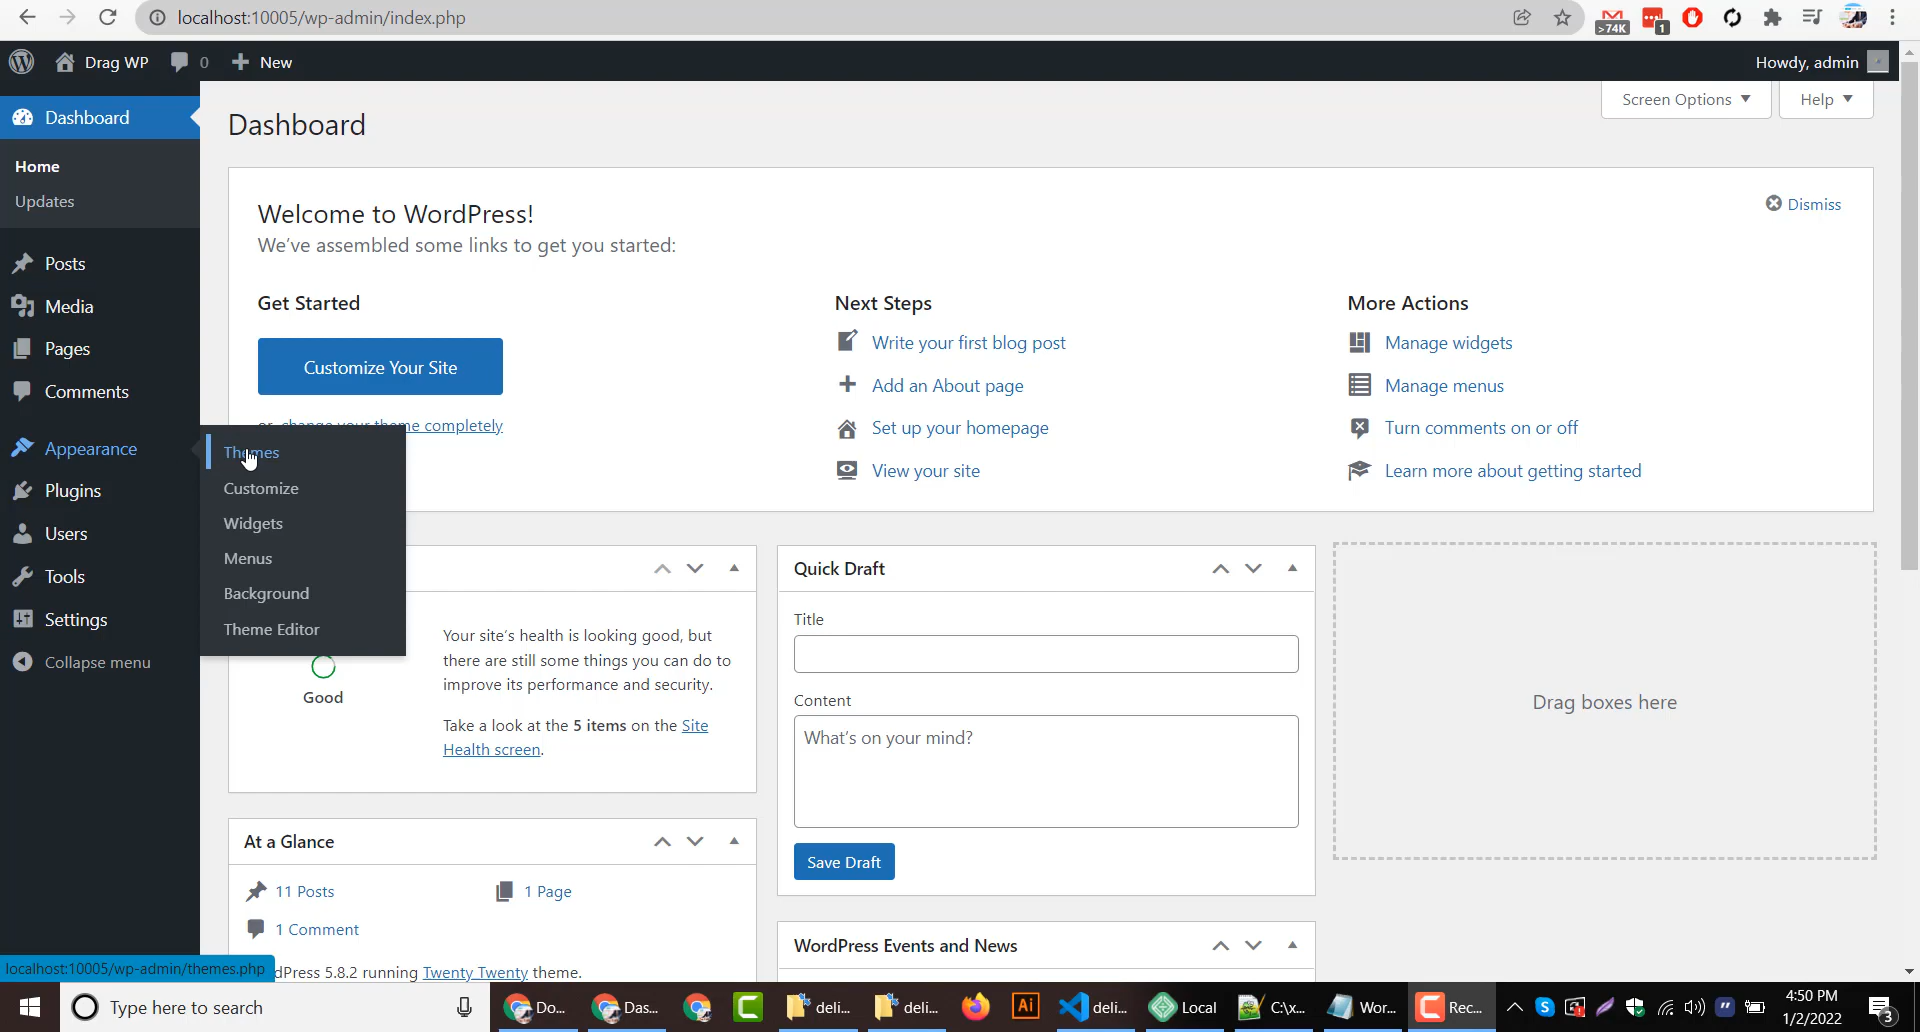 localhost:10005/wp-admin/index.php
>74K
1
Drag WP
0
New
Howdy, admin
Dashboard
Home
Updates
Posts
Media
Pages
Comments
Appearance
Plugins
Users
Tools
Settings
Collapse menu
Themes
Customize
Widgets
Menus
Background
Theme Editor
Screen Options
Help
Dashboard
Welcome to WordPress!
We've assembled some links to get you started:
Dismiss
Get Started
Customize Your Site
or, change your theme completely
Next Steps
Write your first blog post
Add an About page
Set up your homepage
View your site
More Actions
Manage widgets
Manage menus
Turn comments on or off
Learn more about getting started
Good
Your site's health is looking good, but
there are still some things you can do to
improve its performance and security.
Take a look at the 5 items on the Site
Health screen.
At a Glance
11 Posts
1 Page
1 Comment
dPress 5.8.2 running Twenty Twenty theme.
Quick Draft
Title
Content
What's on your mind?
Save Draft
WordPress Events and News
Drag boxes here
localhost:10005/wp-admin/themes.php
Type here to search
Do...
Das...
deli...
deli...
Ai
deli...
Local
C:\x...
Wor...
Rec...
4:50 PM
1/2/2022
3